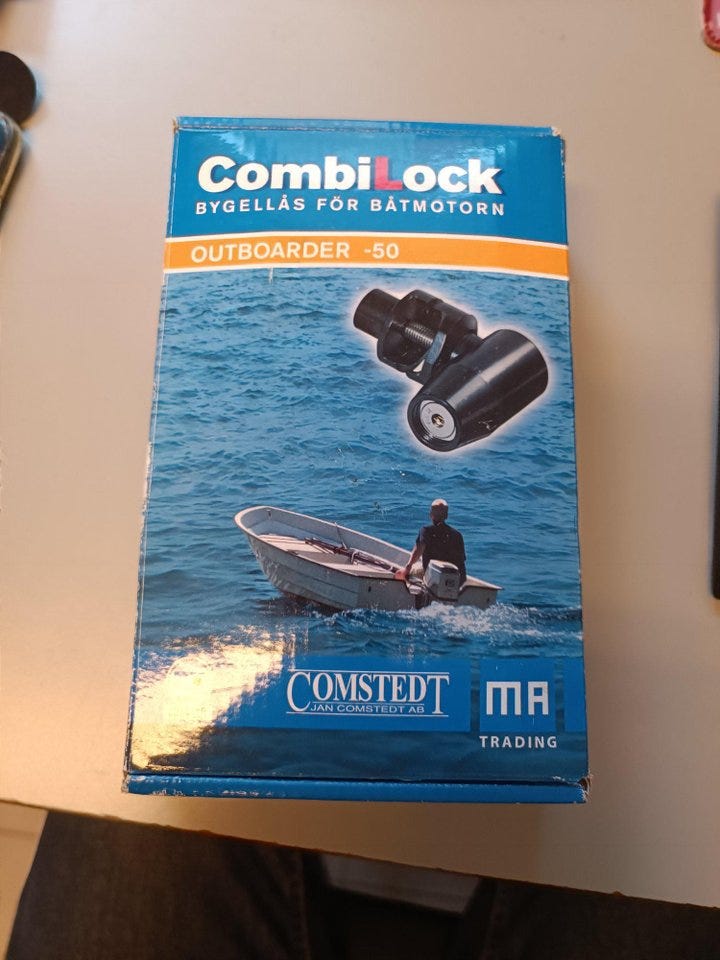 CombiLock
BYGELLÅS FÖR BÅTMOTORN
OUTBOARDER -50
COMSTEDT
JAN COMSTEDT AB
MA
TRADING